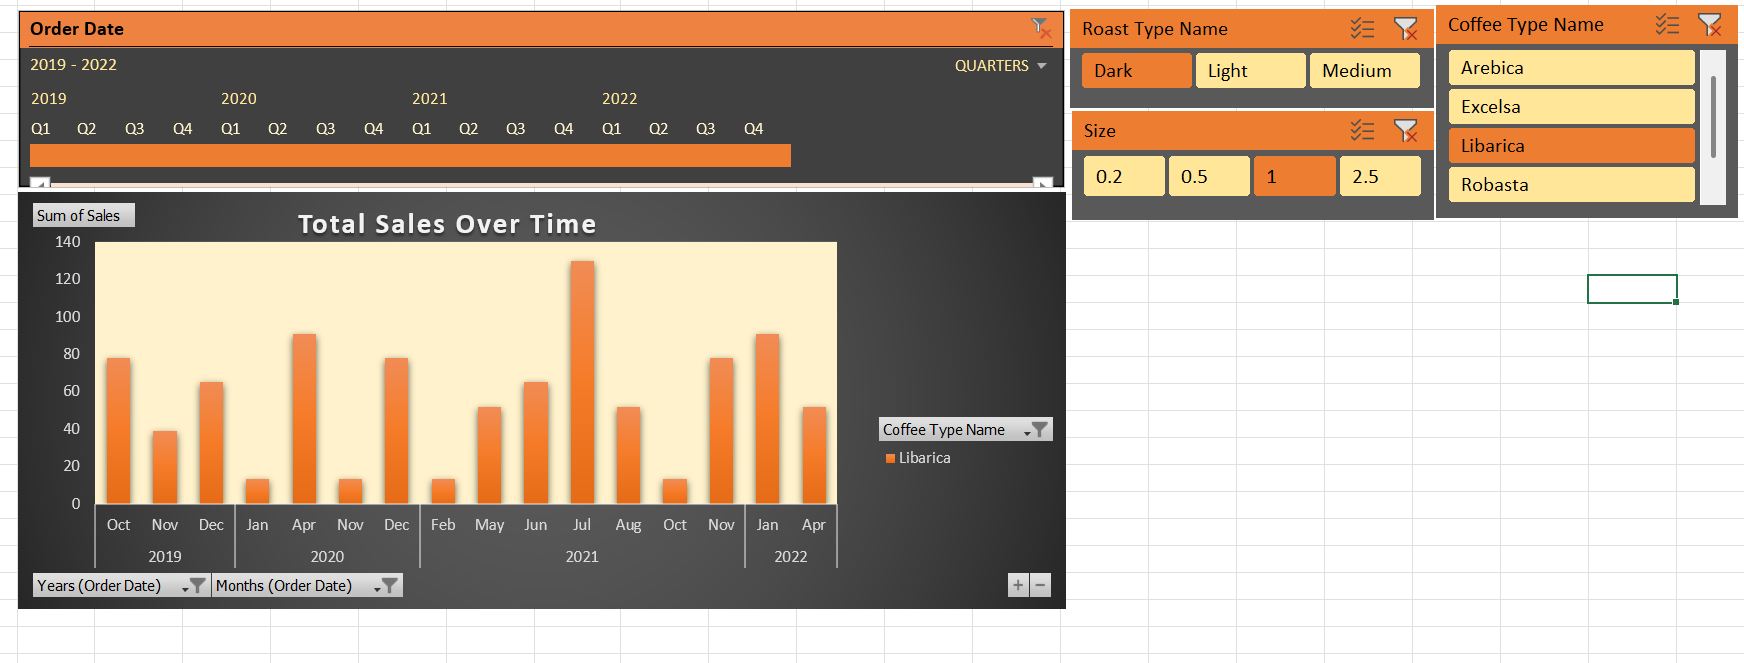 Order Date
2019 - 2022
QUARTERS
2019 2020 2021 2022
Q1 Q2 Q3 Q4 Q1 Q2 Q3 Q4 Q1 Q2 Q3 Q4 Q1 Q2 Q3 Q4
Roast Type Name
Dark Light Medium
Size
0.2 0.5 1 2.5
Coffee Type Name
Arebica
Excelsa
Libarica
Robasta
Sum of Sales
Total Sales Over Time
140
120
100
80
60
40
20
0
Oct Nov Dec Jan Apr Nov Dec Feb May Jun Jul Aug Oct Nov Jan Apr
2019 2020 2021 2022
Coffee Type Name
Libarica
Years (Order Date) Months (Order Date)
+ −